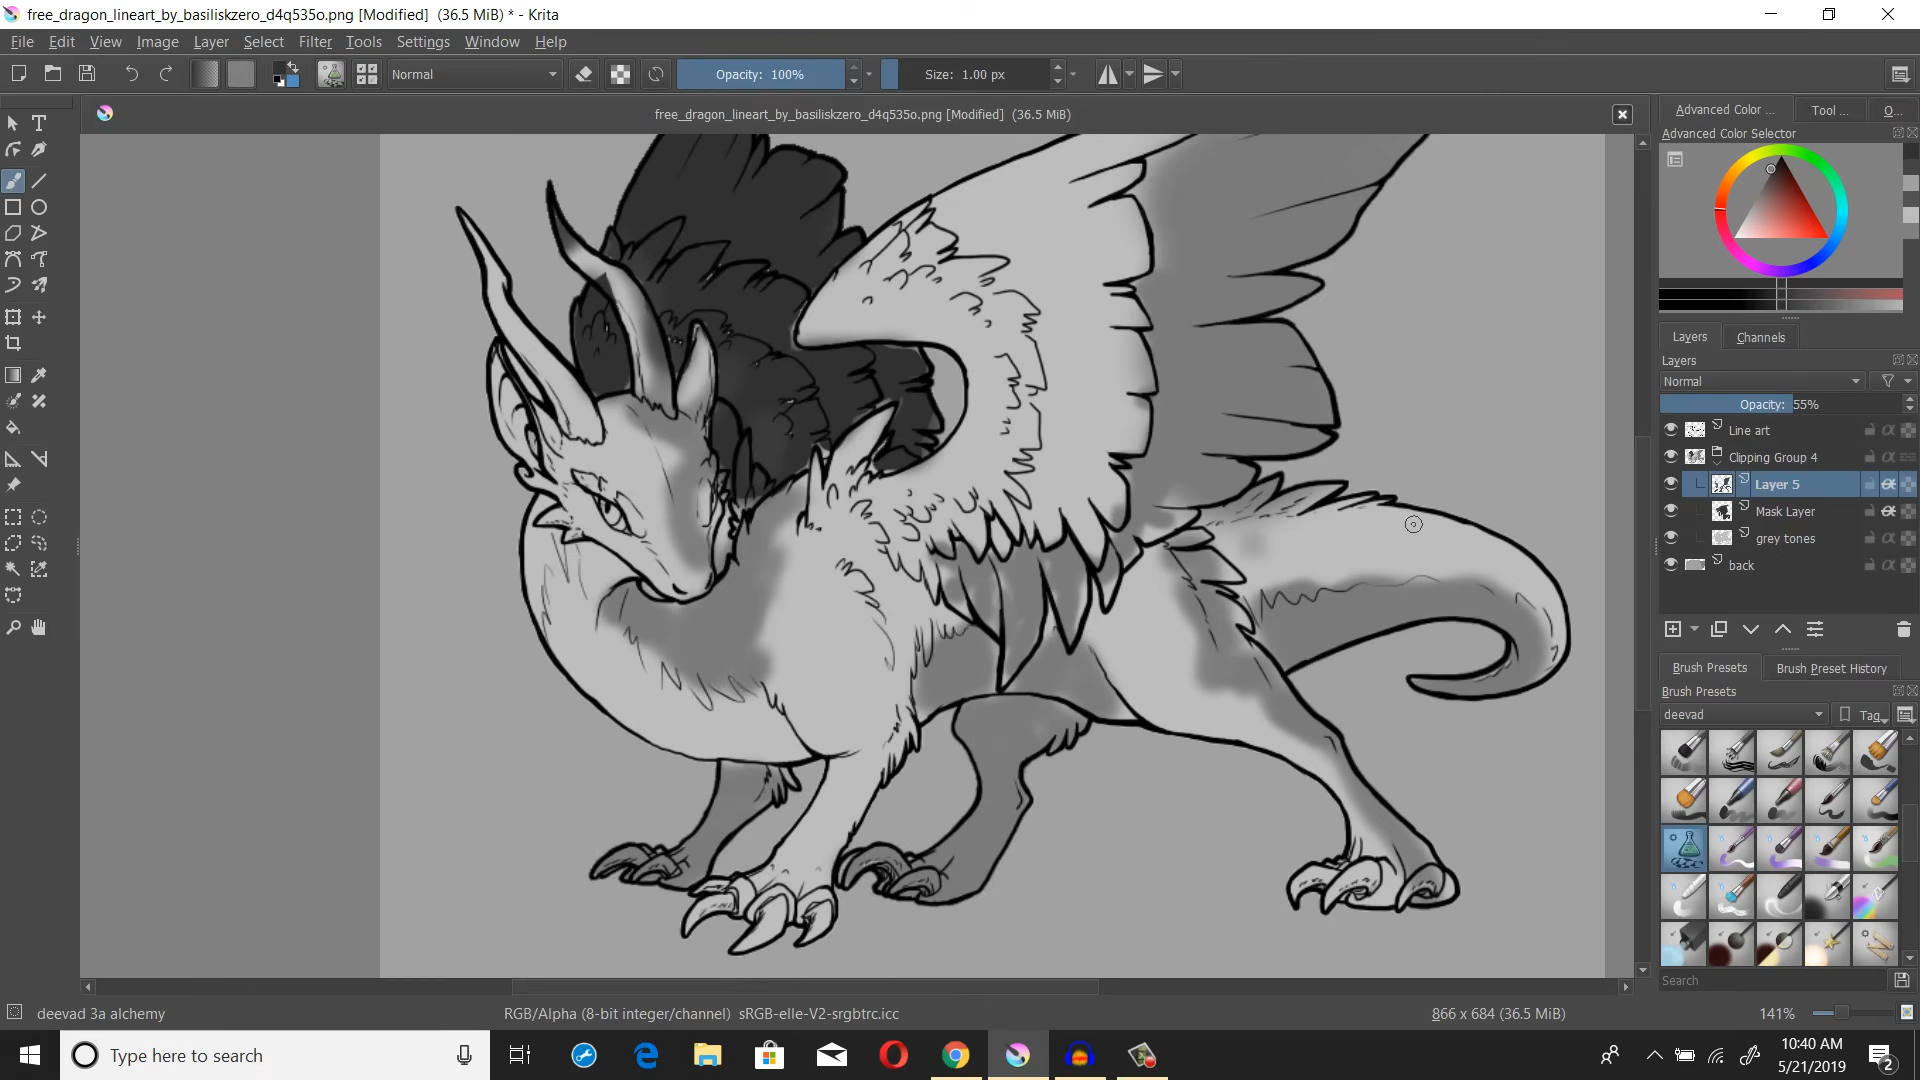 free_dragon_lineart_by_basiliskzero_d4q535o.png [Modified]  (36.5 MiB) * - Krita
File Edit View Image Layer Select Filter Tools Settings Window Help
Normal
Opacity: 100%
Size: 1.00 px
free_dragon_lineart_by_basiliskzero_d4q535o.png [Modified]  (36.5 MiB)
Advanced Color ...
Tool ...
O...
Advanced Color Selector
Layers
Channels
Layers
Normal
Opacity: 55%
Line art
Clipping Group 4
Layer 5
Mask Layer
grey tones
back
Brush Presets
Brush Preset History
Brush Presets
deevad
Tag
Search
deevad 3a alchemy
RGB/Alpha (8-bit integer/channel)  sRGB-elle-V2-srgbtrc.icc
866 x 684 (36.5 MiB)
141%
Type here to search
10:40 AM
5/21/2019
2